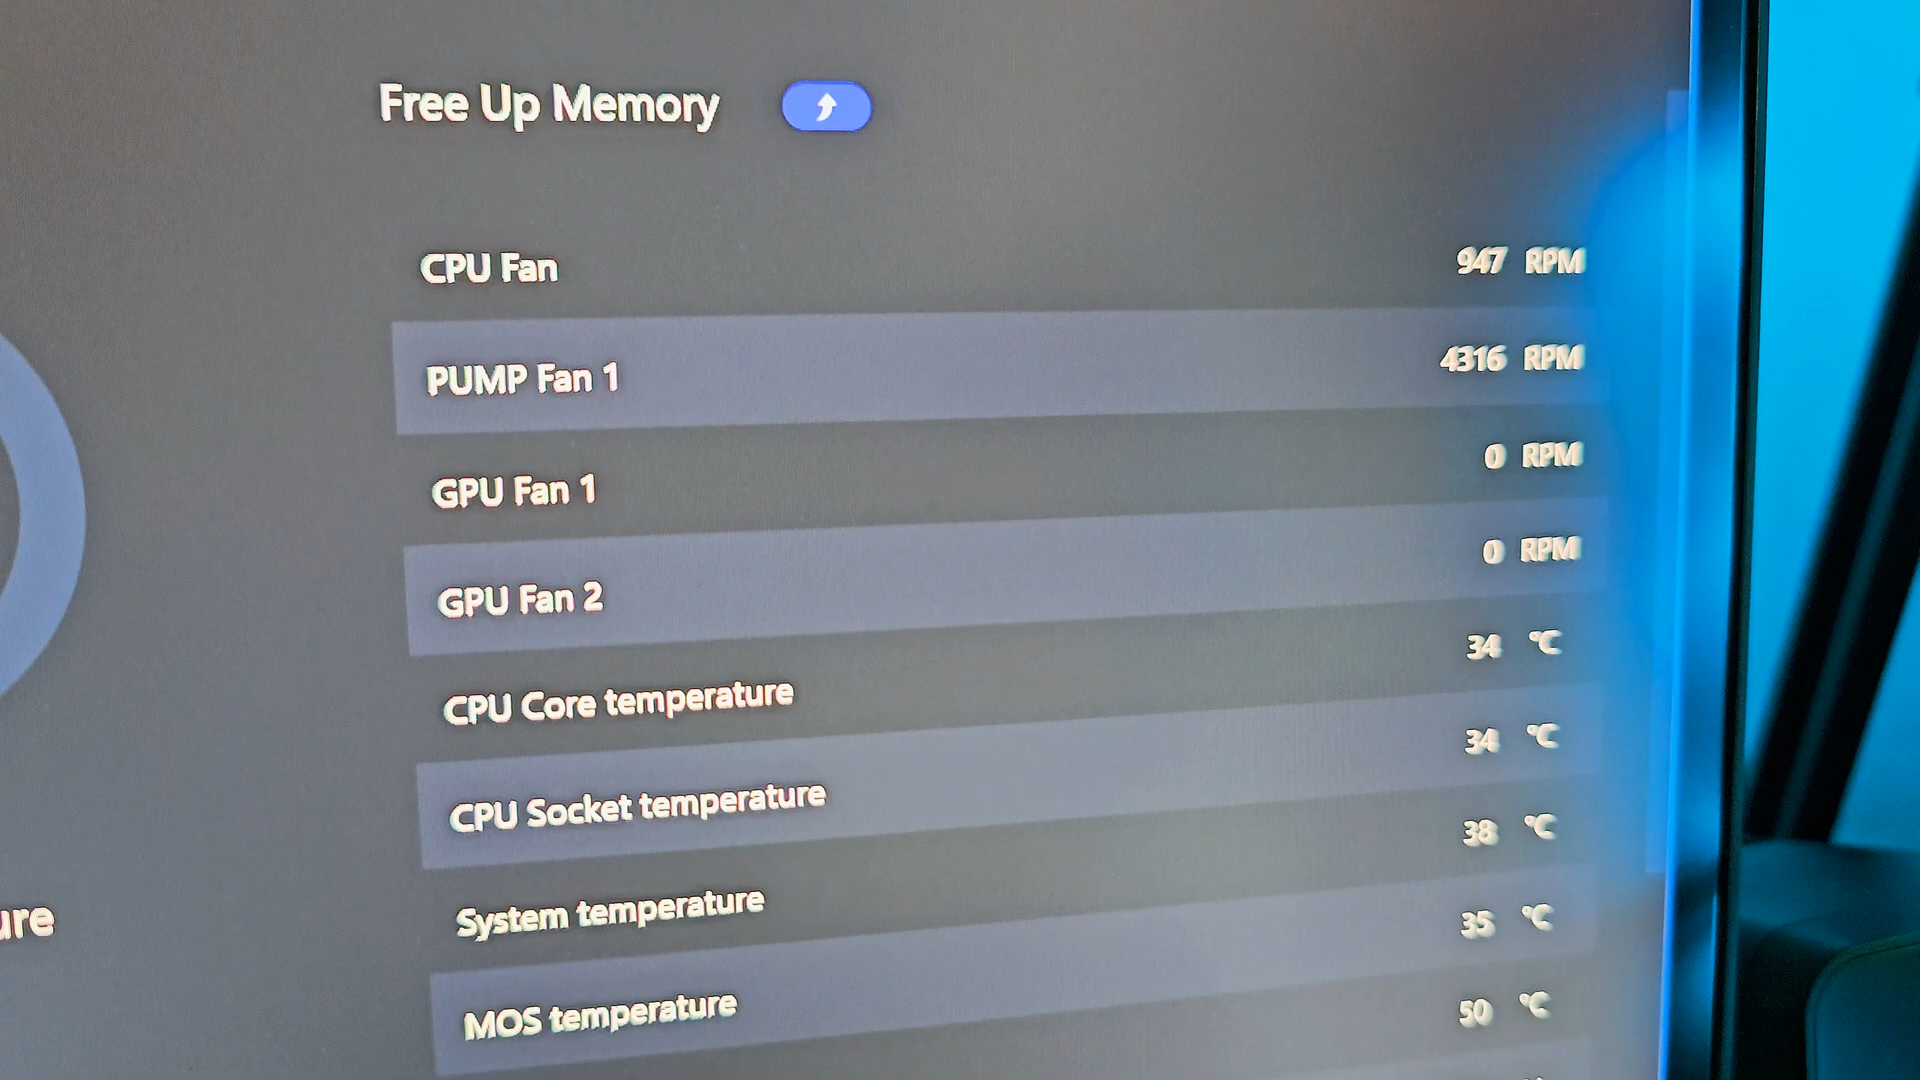 Free Up Memory
CPU Fan 947 RPM
PUMP Fan 1 4316 RPM
GPU Fan 1 0 RPM
GPU Fan 2 0 RPM
CPU Core temperature 34 °C
CPU Socket temperature 34 °C
System temperature 38 °C
ure
MOS temperature 35 °C
50 °C